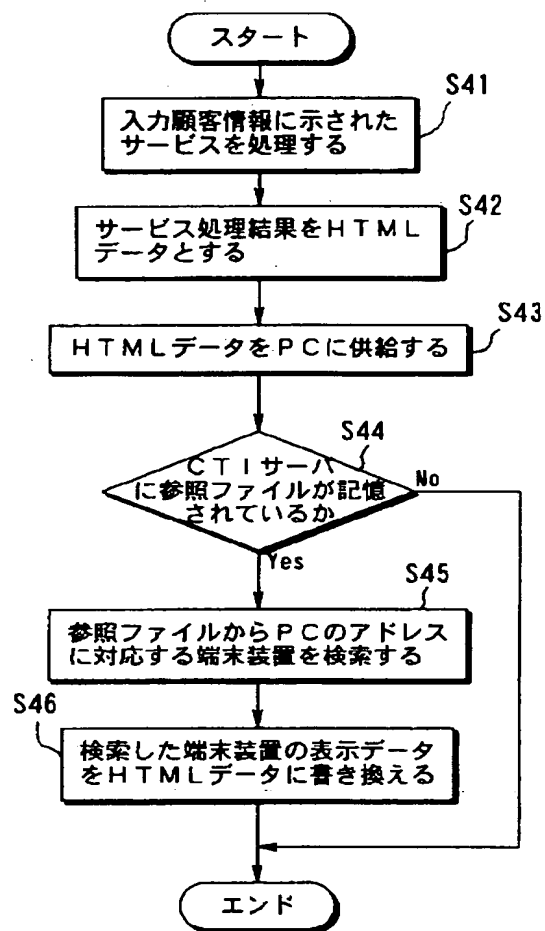 スタート
S41
入力顧客情報に示された
サービスを処理する
S42
サービス処理結果をHTML
データとする
S43
HTMLデータをPCに供給する
S44
CTIサーバ
に参照ファイルが記憶
されているか
No
Yes
S45
参照ファイルからPCのアドレス
に対応する端末装置を検索する
S46
検索した端末装置の表示データ
をHTMLデータに書き換える
エンド